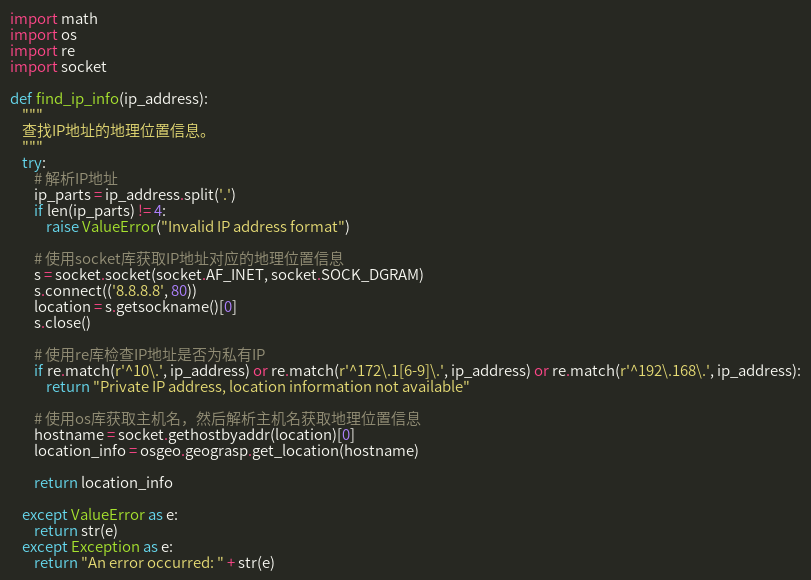 import math
import os
import re
import socket

def find_ip_info(ip_address):
    """
    查找IP地址的地理位置信息。
    """
    try:
        # 解析IP地址
        ip_parts = ip_address.split('.')
        if len(ip_parts) != 4:
            raise ValueError("Invalid IP address format")

        # 使用socket库获取IP地址对应的地理位置信息
        s = socket.socket(socket.AF_INET, socket.SOCK_DGRAM)
        s.connect(('8.8.8.8', 80))
        location = s.getsockname()[0]
        s.close()

        # 使用re库检查IP地址是否为私有IP
        if re.match(r'^10\.', ip_address) or re.match(r'^172\.1[6-9]\.', ip_address) or re.match(r'^192\.168\.', ip_address):
            return "Private IP address, location information not available"

        # 使用os库获取主机名，然后解析主机名获取地理位置信息
        hostname = socket.gethostbyaddr(location)[0]
        location_info = osgeo.geograsp.get_location(hostname)

        return location_info

    except ValueError as e:
        return str(e)
    except Exception as e:
        return "An error occurred: " + str(e)